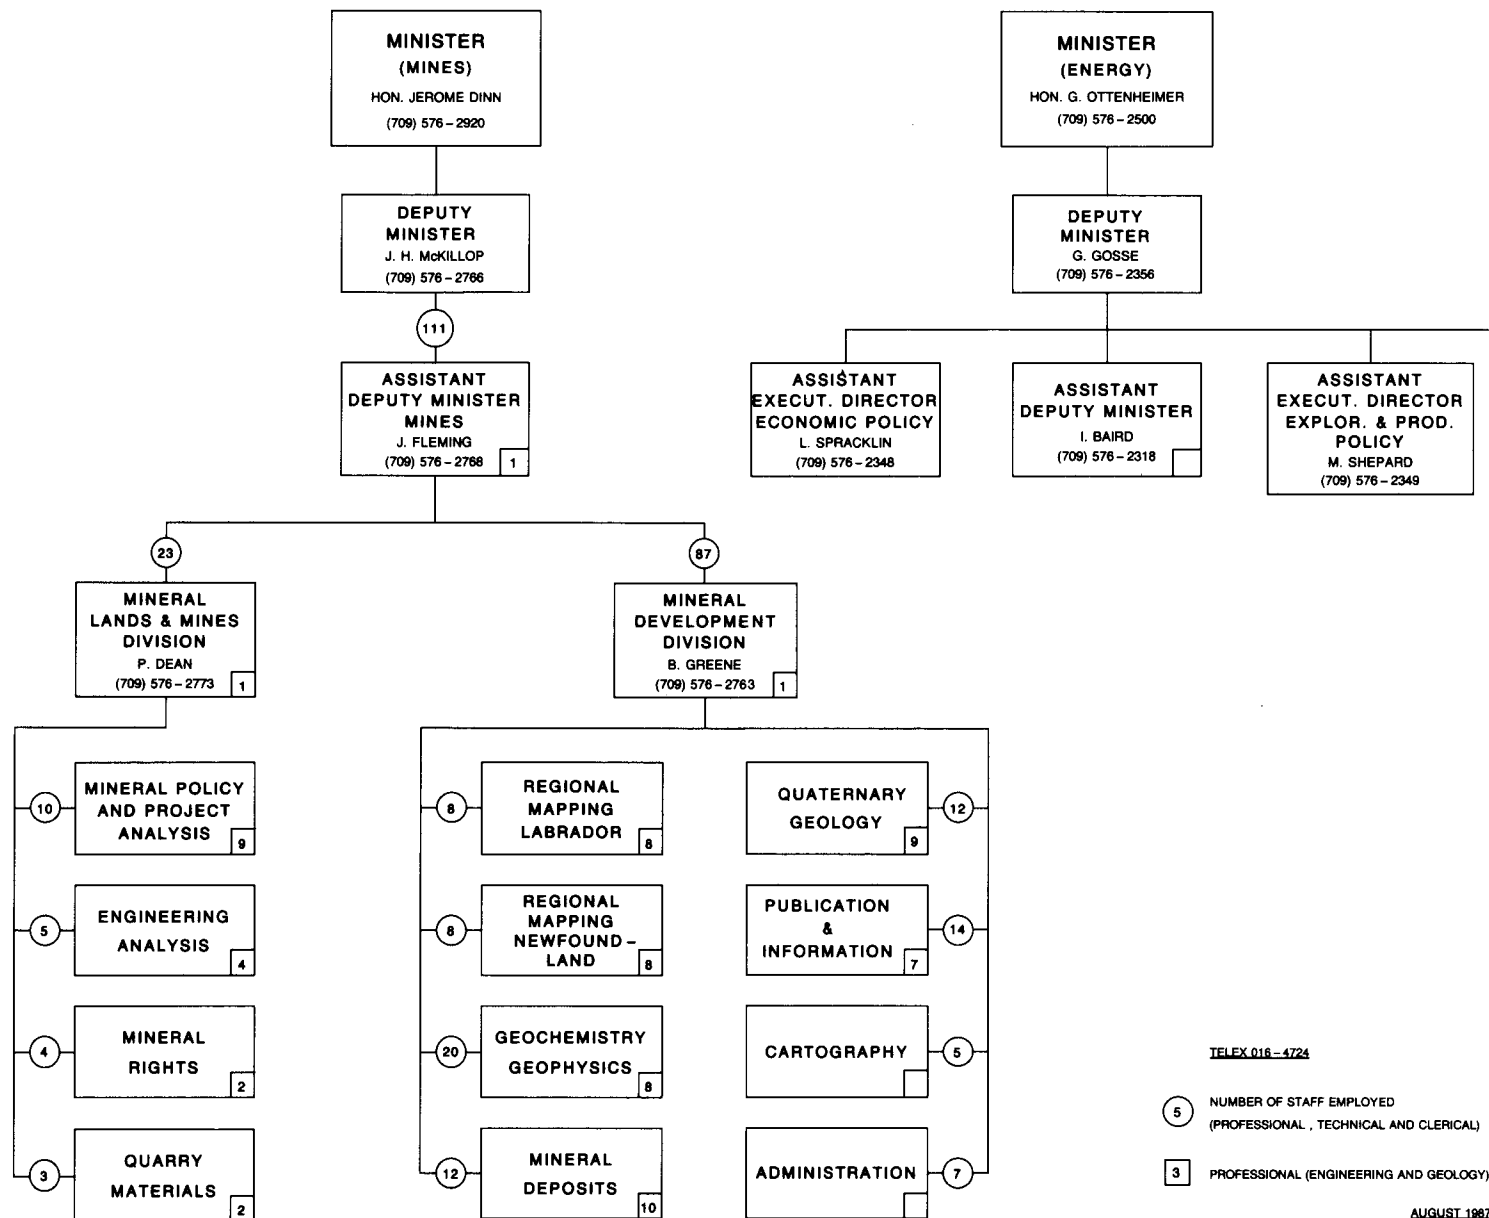 MINISTER
(MINES)
HON. JEROME DINN
(709) 576-2920
MINISTER
(ENERGY)
HON. G. OTTENHEIMER
(709) 576-2500
DEPUTY
MINISTER
J. H. McKILLOP
(709) 576-2766
DEPUTY
MINISTER
G. GOSSE
(709) 576-2356
111
ASSISTANT
DEPUTY MINISTER
MINES
J. FLEMING
(709) 576-2768
1
ASSISTANT
EXECUT. DIRECTOR
ECONOMIC POLICY
L. SPRACKLIN
(709) 576-2348
ASSISTANT
DEPUTY MINISTER
I. BAIRD
(709) 576-2318
ASSISTANT
EXECUT. DIRECTOR
EXPLOR. & PROD.
POLICY
M. SHEPARD
(709) 576-2349
23
87
MINERAL
LANDS & MINES
DIVISION
P. DEAN
(709) 576-2773
1
MINERAL
DEVELOPMENT
DIVISION
B. GREENE
(709) 576-2763
1
10
MINERAL POLICY
AND PROJECT
ANALYSIS
9
5
ENGINEERING
ANALYSIS
4
4
MINERAL
RIGHTS
2
3
QUARRY
MATERIALS
2
8
REGIONAL
MAPPING
LABRADOR
8
8
REGIONAL
MAPPING
NEWFOUND-
LAND
8
20
GEOCHEMISTRY
GEOPHYSICS
8
12
MINERAL
DEPOSITS
10
QUATERNARY
GEOLOGY
9
12
PUBLICATION
&
INFORMATION
7
14
CARTOGRAPHY
5
ADMINISTRATION
7
TELEX 016-4724
5
NUMBER OF STAFF EMPLOYED
(PROFESSIONAL, TECHNICAL AND CLERICAL)
3
PROFESSIONAL (ENGINEERING AND GEOLOGY)
AUGUST 1987